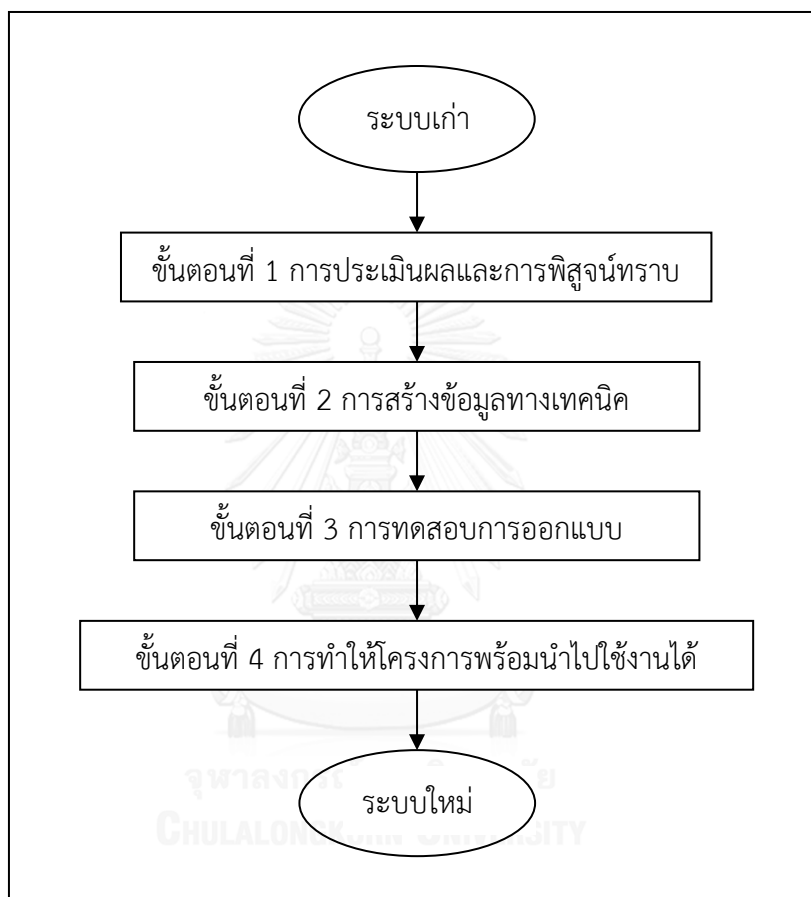 ระบบเก่า
ขั้นตอนที่ 1 การประเมินผลและการพิสูจน์ทราบ
ขั้นตอนที่ 2 การสร้างข้อมูลทางเทคนิค
ขั้นตอนที่ 3 การทดสอบการออกแบบ
ขั้นตอนที่ 4 การทำให้โครงการพร้อมนำไปใช้งานได้
ระบบใหม่